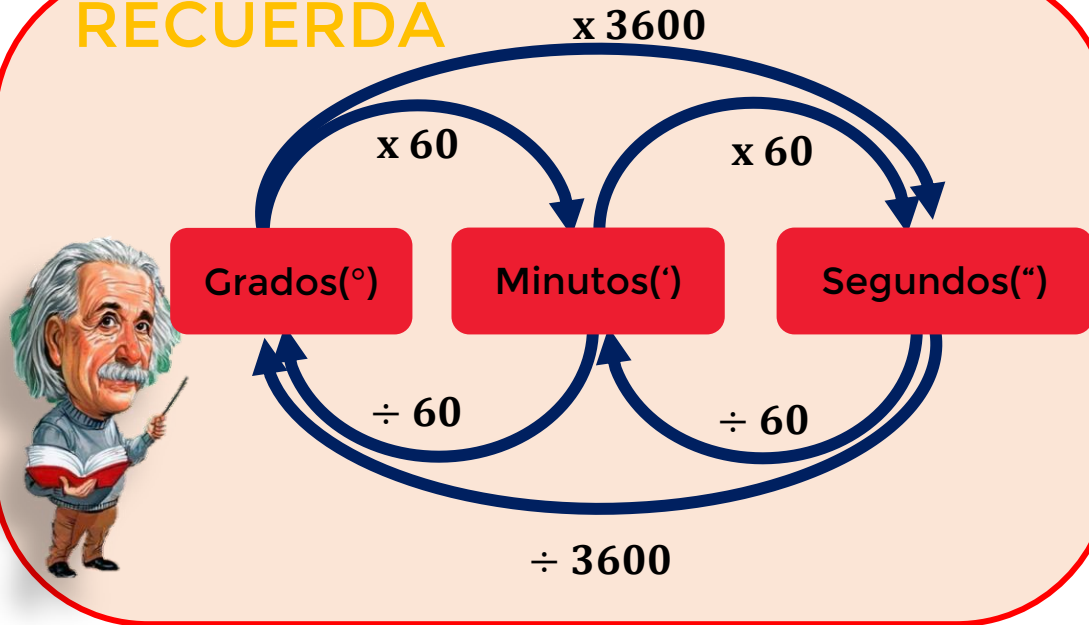 RECUERDA
x 3600
x 60
x 60
Grados(°)
Minutos(‘)
Segundos(“)
÷ 60
÷ 60
÷ 3600